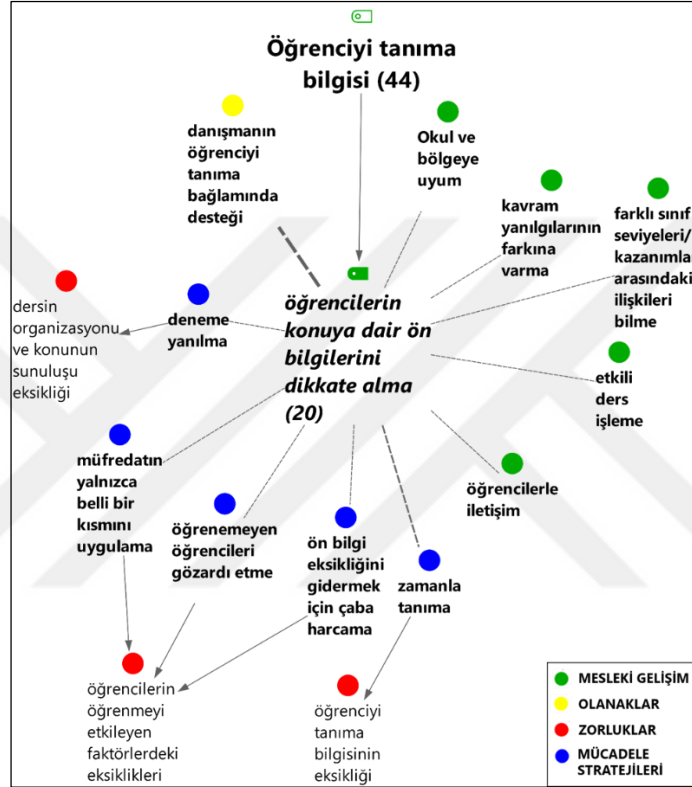 Öğrenciyi tanıma
bilgisi (44)
danışmanın
öğrenciyi
tanıma
bağlamında
desteği
Okul ve
bölgeye
uyum
kavram
yanılgılarının
farkına
varma
farklı sınıf
seviyeleri/
kazanımla
arasındaki
ilişkileri
bilme
dersin
organizasyonu
ve konunun
sunuluşu
eksikliği
deneme
yanılma
öğrencilerin
konuya dair ön
bilgilerini
dikkate alma
(20)
etkili
ders
işleme
müfredatın
yalnızca
belli bir
kısmını
uygulama
öğrenemeyen
öğrencileri
gözardı etme
ön bilgi
eksikliğini
gidermek
için çaba
harcama
zamanla
tanıma
öğrencilerle
iletişim
öğrencilerin
öğrenmeyi
etkileyen
faktörlerdeki
eksiklikleri
öğrenciyi
tanıma
bilgisinin
eksikliği
MESLEKİ GELİŞİM
OLANAKLAR
ZORLUKLAR
MÜCADELE
STRATEJİLERİ